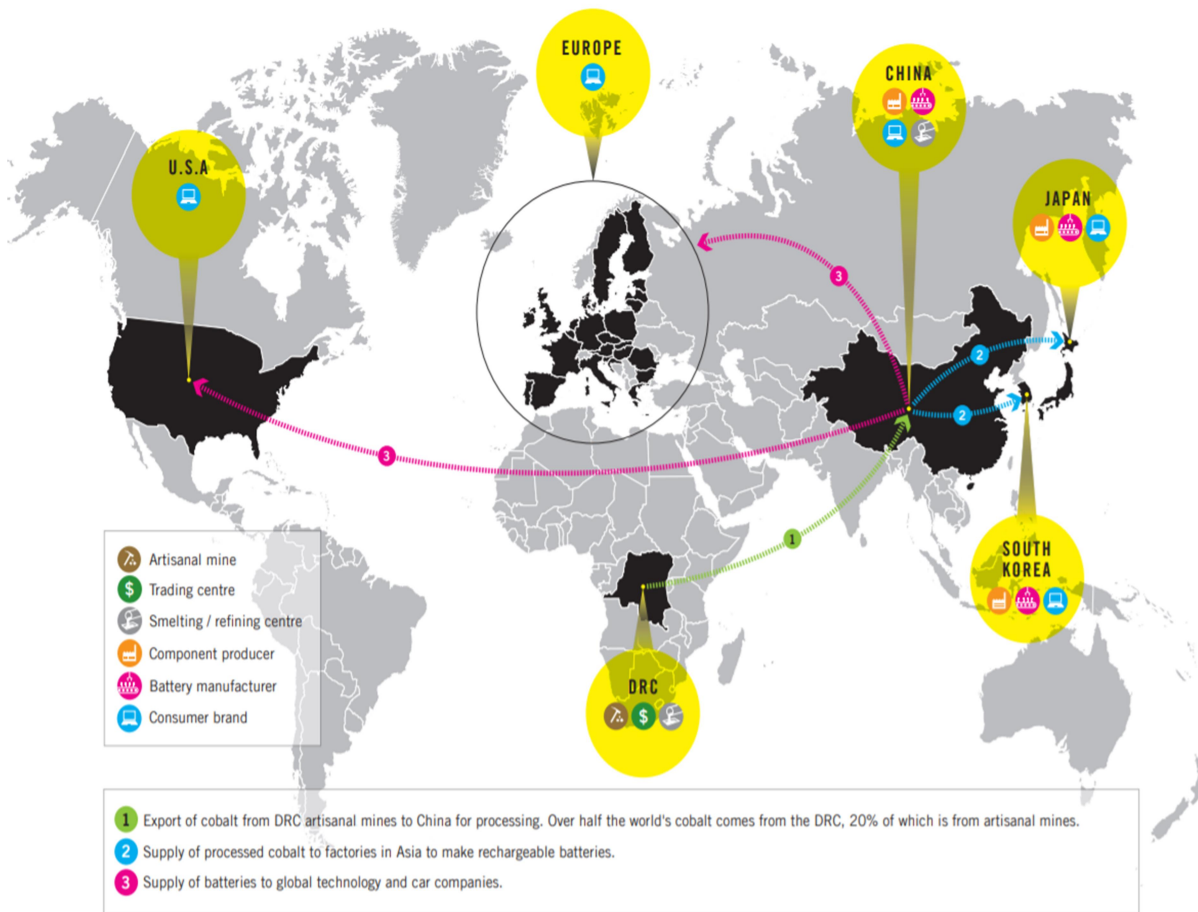 EUROPE
CHINA
U.S.A
JAPAN
3
2
2
3
1
SOUTH
KOREA
DRC
$
Artisanal mine
$ Trading centre
Smelting / refining centre
Component producer
Battery manufacturer
Consumer brand
1 Export of cobalt from DRC artisanal mines to China for processing. Over half the world's cobalt comes from the DRC, 20% of which is from artisanal mines.
2 Supply of processed cobalt to factories in Asia to make rechargeable batteries.
3 Supply of batteries to global technology and car companies.